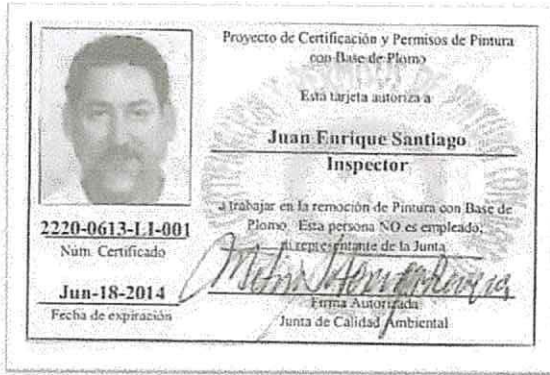 Proyecto de Certificación y Permisos de Pintura
con Base de Plomo
Esta tarjeta autoriza a
Juan Enrique Santiago
Inspector
a trabajar en la remoción de Pintura con Base de
Plomo. Esta persona NO es empleado,
ni representante de la Junta
2220-0613-LI-001
Núm. Certificado
Jun-18-2014
Fecha de expiración
Firma Autorizada
Junta de Calidad Ambiental